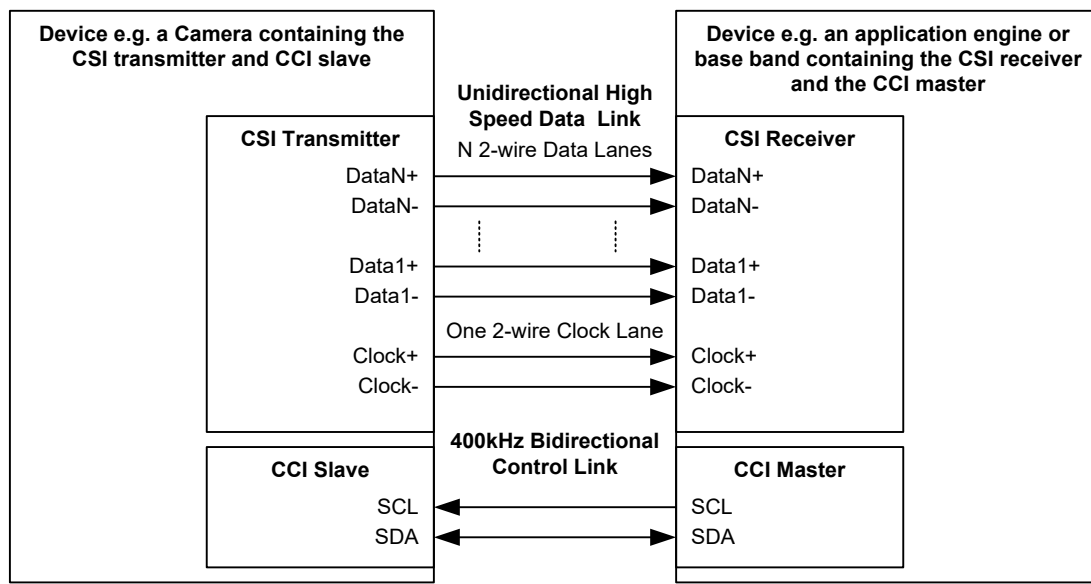 Device e.g. a Camera containing the
CSI transmitter and CCI slave
Device e.g. an application engine or
base band containing the CSI receiver
and the CCI master
Unidirectional High
Speed Data Link
N 2-wire Data Lanes
CSI Transmitter
DataN+
DataN-
Data1+
Data1-
Clock+
Clock-
CSI Receiver
DataN+
DataN-
Data1+
Data1-
Clock+
Clock-
One 2-wire Clock Lane
400kHz Bidirectional
Control Link
CCI Slave
SCL
SDA
CCI Master
SCL
SDA